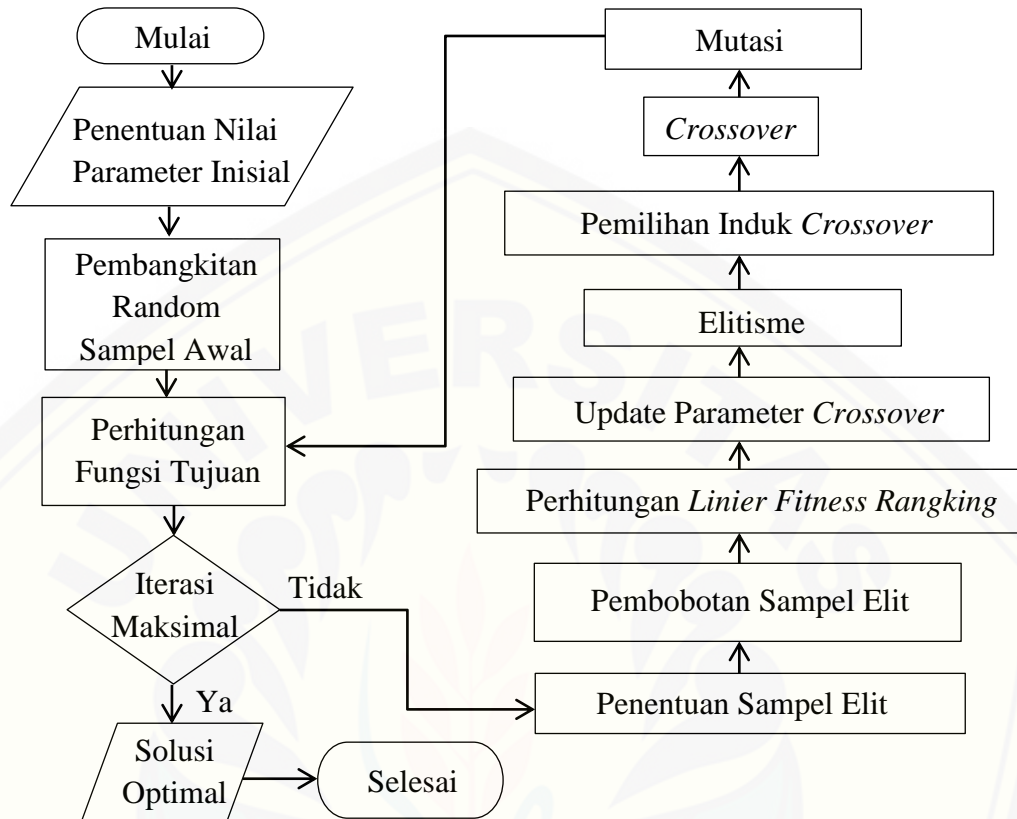 Mulai
Penentuan Nilai
Parameter Inisial
Pembangkitan
Random
Sampel Awal
Perhitungan
Fungsi Tujuan
Iterasi
Maksimal
Tidak
Ya
Solusi
Optimal
Selesai
Penentuan Sampel Elit
Pembobotan Sampel Elit
Perhitungan Linier Fitness Rangking
Update Parameter Crossover
Elitisme
Pemilihan Induk Crossover
Crossover
Mutasi
UNIVERSITAS